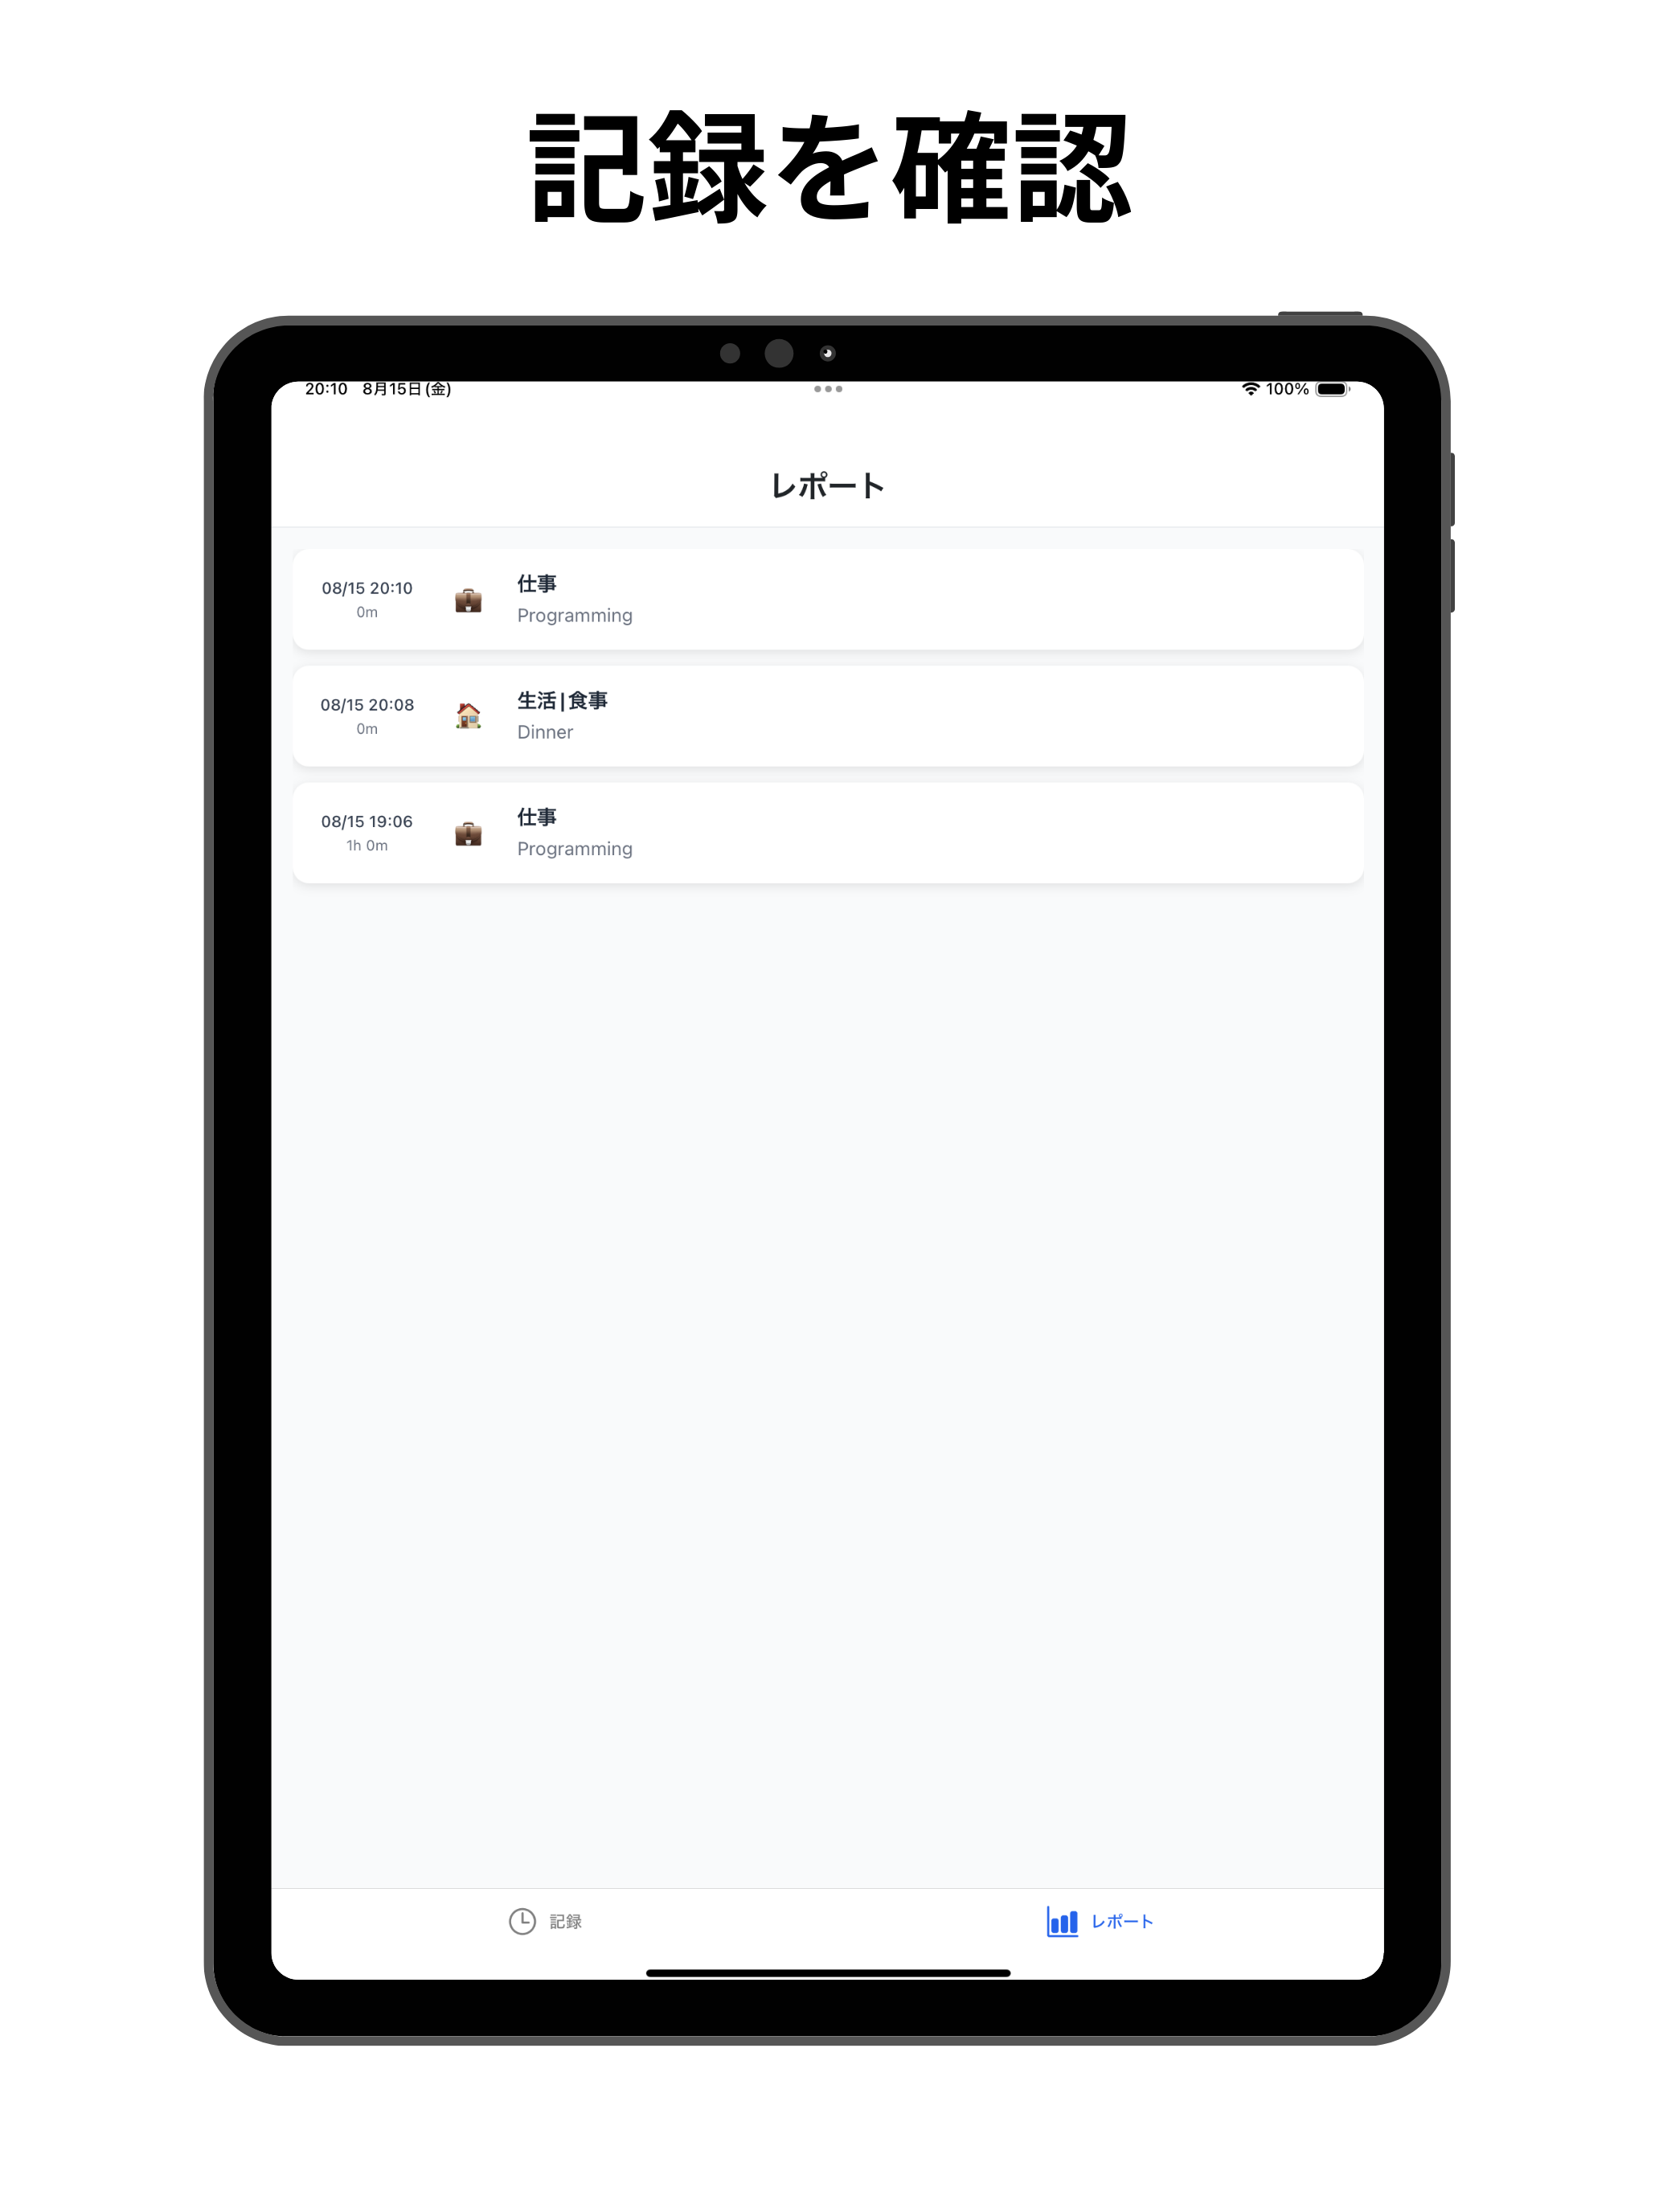 記録を確認
20:10 8月15日(金) 100%
レポート
08/15 20:10
0m
仕事
Programming
08/15 20:08
0m
生活|食事
Dinner
08/15 19:06
1h 0m
仕事
Programming
記録 レポート